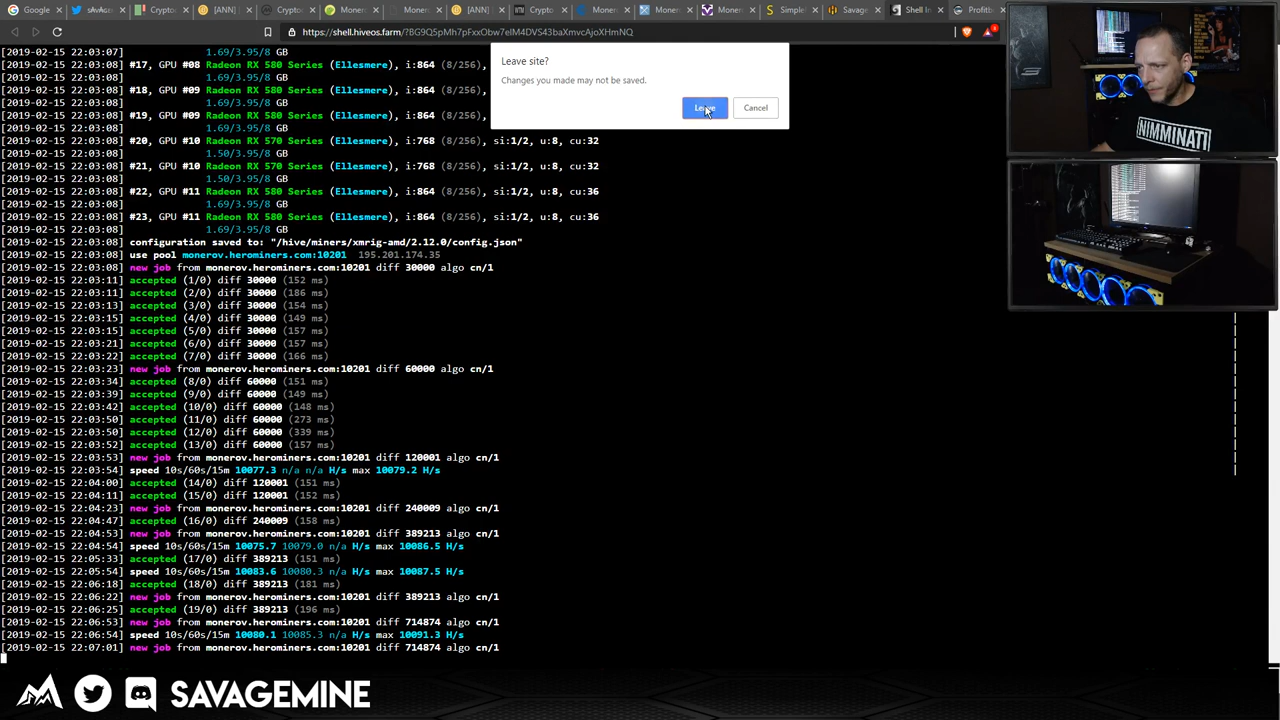 Google
sAvAge
Crypto
[ANN]
Crypto
Moner
Monero
[ANN]
Crypto
Mone
Moner
Moner
Simple
Savage
Shell In
Profitb
https://shell.hiveos.farm/7BG9Q5pMh7pFxxObw7eIM4DVS43baXmvcAjoXHmNQ
Leave site?
Changes you made may not be saved.
Leave
Cancel
[2019-02-15 22:03:07] 1.69/3.95/8 GB
[2019-02-15 22:03:08] #17, GPU #08 Radeon RX 580 Series (Ellesmere), i:864 (8/256),
[2019-02-15 22:03:08] 1.69/3.95/8 GB
[2019-02-15 22:03:08] #18, GPU #09 Radeon RX 580 Series (Ellesmere), i:864 (8/256),
[2019-02-15 22:03:08] 1.69/3.95/8 GB
[2019-02-15 22:03:08] #19, GPU #09 Radeon RX 580 Series (Ellesmere), i:864 (8/256),
[2019-02-15 22:03:08] 1.69/3.95/8 GB
[2019-02-15 22:03:08] #20, GPU #10 Radeon RX 570 Series (Ellesmere), i:768 (8/256), si:1/2, u:8, cu:32
[2019-02-15 22:03:08] 1.50/3.95/8 GB
[2019-02-15 22:03:08] #21, GPU #10 Radeon RX 570 Series (Ellesmere), i:768 (8/256), si:1/2, u:8, cu:32
[2019-02-15 22:03:08] 1.50/3.95/8 GB
[2019-02-15 22:03:08] #22, GPU #11 Radeon RX 580 Series (Ellesmere), i:864 (8/256), si:1/2, u:8, cu:36
[2019-02-15 22:03:08] 1.69/3.95/8 GB
[2019-02-15 22:03:08] #23, GPU #11 Radeon RX 580 Series (Ellesmere), i:864 (8/256), si:1/2, u:8, cu:36
[2019-02-15 22:03:08] 1.69/3.95/8 GB
[2019-02-15 22:03:08] configuration saved to: "/hive/miners/xmrig-amd/2.12.0/config.json"
[2019-02-15 22:03:08] use pool monerov.herominers.com:10201 195.201.174.35
[2019-02-15 22:03:08] new job from monerov.herominers.com:10201 diff 30000 algo cn/1
[2019-02-15 22:03:11] accepted (1/0) diff 30000 (152 ms)
[2019-02-15 22:03:11] accepted (2/0) diff 30000 (186 ms)
[2019-02-15 22:03:13] accepted (3/0) diff 30000 (154 ms)
[2019-02-15 22:03:15] accepted (4/0) diff 30000 (149 ms)
[2019-02-15 22:03:15] accepted (5/0) diff 30000 (157 ms)
[2019-02-15 22:03:21] accepted (6/0) diff 30000 (157 ms)
[2019-02-15 22:03:23] accepted (7/0) diff 30000 (166 ms)
[2019-02-15 22:03:23] new job from monerov.herominers.com:10201 diff 60000 algo cn/1
[2019-02-15 22:03:34] accepted (8/0) diff 60000 (151 ms)
[2019-02-15 22:03:39] accepted (9/0) diff 60000 (149 ms)
[2019-02-15 22:03:42] accepted (10/0) diff 60000 (148 ms)
[2019-02-15 22:03:50] accepted (11/0) diff 60000 (273 ms)
[2019-02-15 22:03:50] accepted (12/0) diff 60000 (339 ms)
[2019-02-15 22:03:52] accepted (13/0) diff 60000 (157 ms)
[2019-02-15 22:03:53] new job from monerov.herominers.com:10201 diff 120001 algo cn/1
[2019-02-15 22:03:54] speed 10s/60s/15m 10077.3 n/a n/a H/s max 10079.2 H/s
[2019-02-15 22:04:00] accepted (14/0) diff 120001 (151 ms)
[2019-02-15 22:04:11] accepted (15/0) diff 120001 (152 ms)
[2019-02-15 22:04:23] new job from monerov.herominers.com:10201 diff 240009 algo cn/1
[2019-02-15 22:04:47] accepted (16/0) diff 240009 (158 ms)
[2019-02-15 22:04:53] new job from monerov.herominers.com:10201 diff 389213 algo cn/1
[2019-02-15 22:04:54] speed 10s/60s/15m 10075.7 10079.0 n/a H/s max 10086.5 H/s
[2019-02-15 22:05:33] accepted (17/0) diff 389213 (151 ms)
[2019-02-15 22:05:54] speed 10s/60s/15m 10083.6 10080.3 n/a H/s max 10087.5 H/s
[2019-02-15 22:06:18] accepted (18/0) diff 389213 (181 ms)
[2019-02-15 22:06:22] new job from monerov.herominers.com:10201 diff 389213 algo cn/1
[2019-02-15 22:06:25] accepted (19/0) diff 389213 (196 ms)
[2019-02-15 22:06:53] new job from monerov.herominers.com:10201 diff 714874 algo cn/1
[2019-02-15 22:06:54] speed 10s/60s/15m 10080.1 10085.3 n/a H/s max 10091.3 H/s
[2019-02-15 22:07:01] new job from monerov.herominers.com:10201 diff 714874 algo cn/1
NIMMINATI
SAVAGEMINE